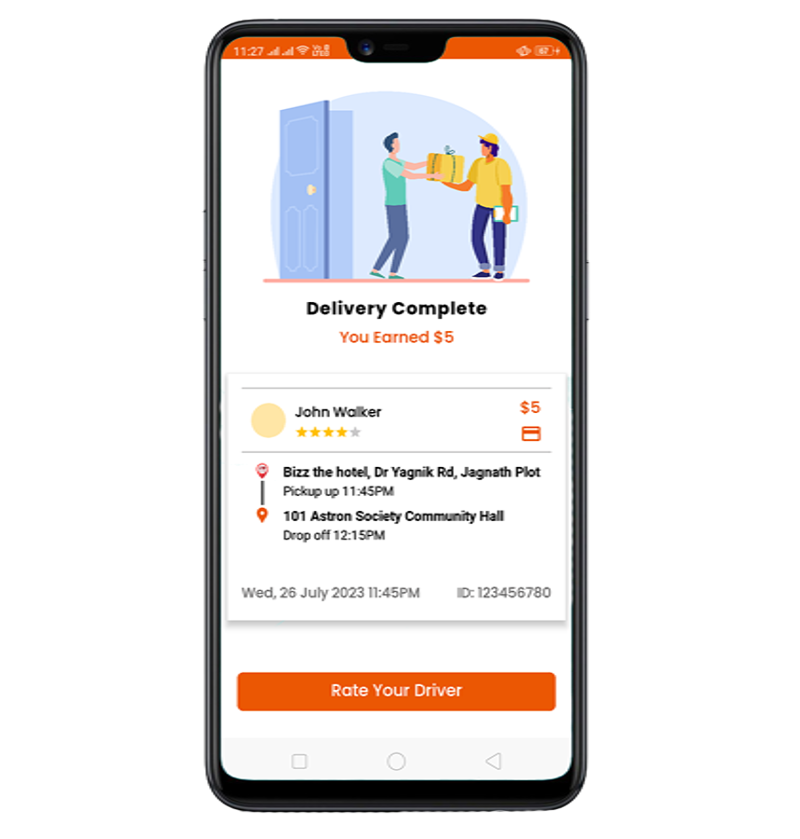 11:27
67
Delivery Complete
You Earned $5
John Walker
$5
Bizz the hotel, Dr Yagnik Rd, Jagnath Plot
Pickup up 11:45PM
101 Astron Society Community Hall
Drop off 12:15PM
Wed, 26 July 2023 11:45PM
ID: 123456780
Rate Your Driver